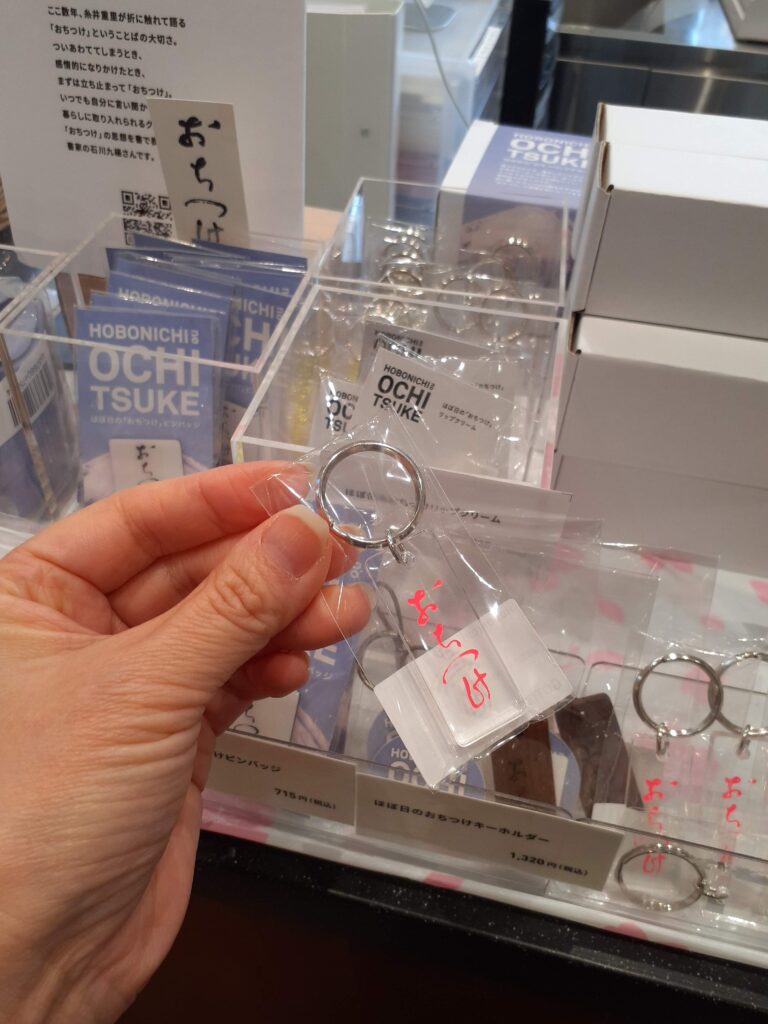 ここ数年、糸井重里が折に触れて語る
「おちつけ」ということばの大切さ。
ついあわててしまうとき、
感情的になりかけたとき、
まずは立ち止まって「おちつけ」。
いつでも自分に言い聞か
暮らしに取り入れられるグ
「おちつけ」の思想を書で
書家の石川九楊さんです。
おちつけ
HOBONICHI no
OCHI
TSUKE
HOBONICHI
OCHI
TSUKE
ほぼ日の「おちつけ」ピンバッジ
おちつ
HOBONICHI no
OCHI
TSUKE
ほぼ日の「おちつけ」
リップクリーム
おちつけ
ピンバッジ
715円(税込)
ほぼ日のおちつけキーホルダー
1,320円(税込)
おちつけ
おちつ